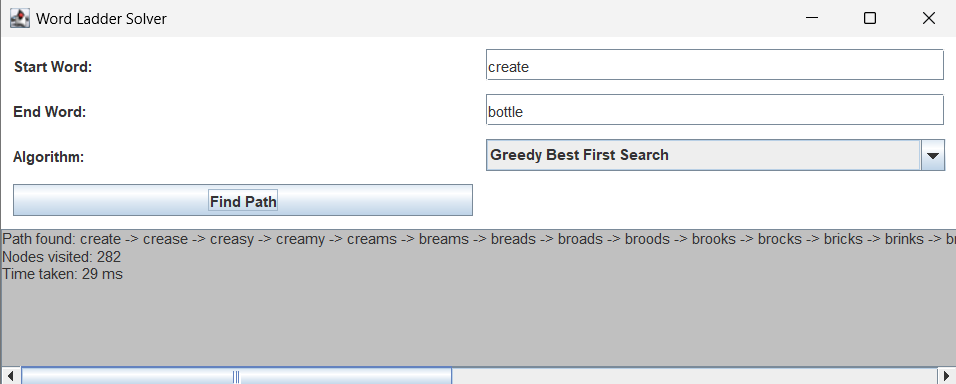 Word Ladder Solver
Start Word: create
End Word: bottle
Algorithm: Greedy Best First Search
Find Path
Path found: create -> crease -> creasy -> creamy -> creams -> breams -> breads -> broads -> broods -> brooks -> brocks -> bricks -> brinks ->
Nodes visited: 282
Time taken: 29 ms